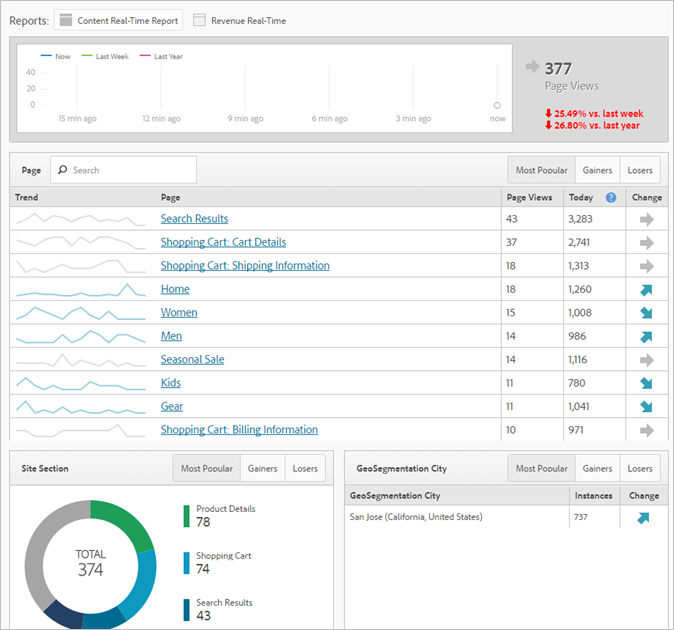 Reports: Content Real-Time Report Revenue Real-Time
Now Last Week Last Year
40
20
0
15 min ago 12 min ago 9 min ago 6 min ago 3 min ago now
377
Page Views
25.49% vs. last week
26.80% vs. last year
Page Search Most Popular Gainers Losers
Trend Page Page Views Today ? Change
Search Results 43 3,283
Shopping Cart: Cart Details 37 2,741
Shopping Cart: Shipping Information 18 1,313
Home 18 1,260
Women 15 1,008
Men 14 986
Seasonal Sale 14 1,116
Kids 11 780
Gear 11 1,041
Shopping Cart: Billing Information 10 971
Site Section Most Popular Gainers Losers
TOTAL
374
Product Details
78
Shopping Cart
74
Search Results
43
GeoSegmentation City Most Popular Gainers Losers
GeoSegmentation City Instances Change
San Jose (California, United States) 737